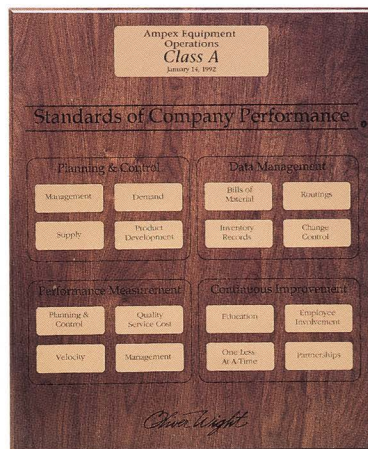 Ampex Equipment
Operations
Class A
January 14, 1992
Standards of Company Performance
Planning & Control
Management
Demand
Supply
Product
Development
Data Management
Bills of
Material
Routings
Inventory
Records
Change
Control
Performance Measurement
Planning &
Control
Quality
Service Cost
Velocity
Management
Continuous Improvement
Education
Employee
Involvement
One Less
At A-Time
Partnerships
Oliver Wight